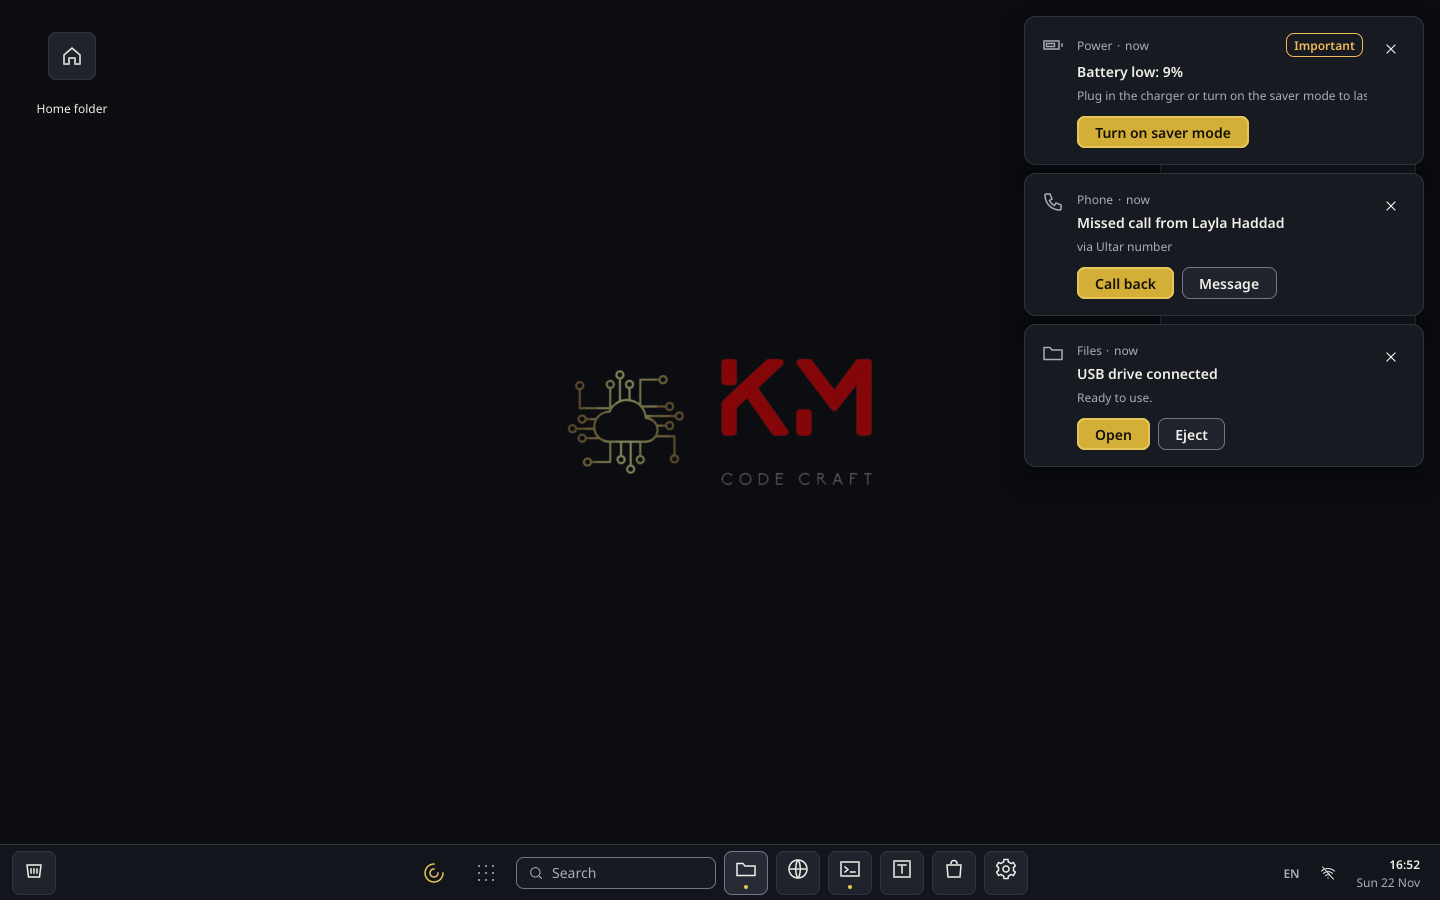 Home folder
Power · now
Important
Battery low: 9%
Plug in the charger or turn on the saver mode to las
Turn on saver mode
Phone · now
Missed call from Layla Haddad
via Ultar number
Call back
Message
Files · now
USB drive connected
Ready to use.
Open
Eject
KM
CODE CRAFT
Search
EN
16:52
Sun 22 Nov